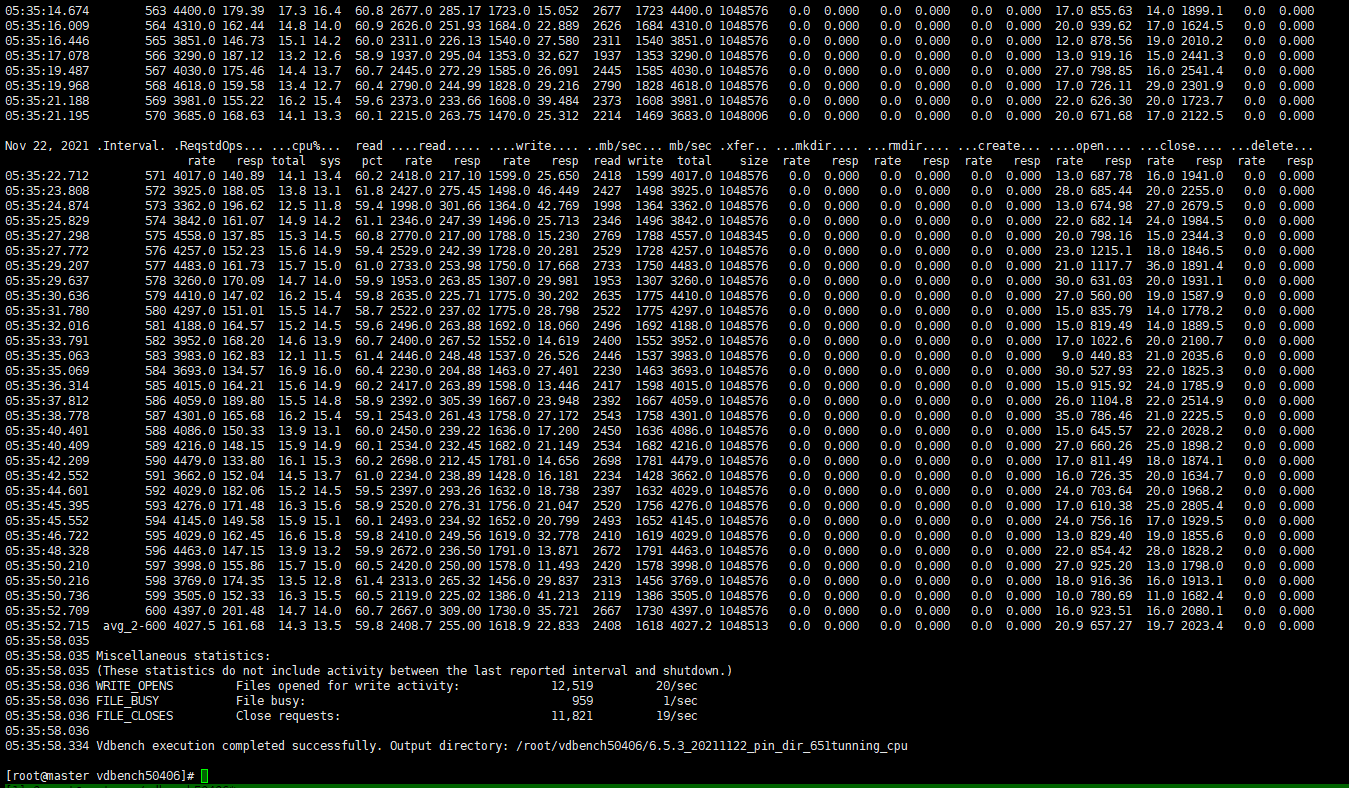 05:35:14.674 563 4400.0 179.39 17.3 16.4 60.8 2677.0 285.17 1723.0 15.052 2677 1723 4400.0 1048576 0.0 0.000 0.0 0.000 0.0 0.000 17.0 855.63 14.0 1899.1 0.0 0.000
05:35:16.009 564 4310.0 162.44 14.8 14.0 60.9 2626.0 251.93 1684.0 22.889 2626 1684 4310.0 1048576 0.0 0.000 0.0 0.000 0.0 0.000 20.0 939.62 17.0 1624.5 0.0 0.000
05:35:16.446 565 3851.0 146.73 15.1 14.2 60.0 2311.0 226.13 1540.0 27.580 2311 1540 3851.0 1048576 0.0 0.000 0.0 0.000 0.0 0.000 12.0 878.56 19.0 2010.2 0.0 0.000
05:35:17.078 566 3290.0 187.12 13.2 12.6 58.9 1937.0 295.04 1353.0 32.627 1937 1353 3290.0 1048576 0.0 0.000 0.0 0.000 0.0 0.000 13.0 919.16 15.0 2441.3 0.0 0.000
05:35:19.487 567 4030.0 175.46 14.4 13.7 60.7 2445.0 272.29 1585.0 26.091 2445 1585 4030.0 1048576 0.0 0.000 0.0 0.000 0.0 0.000 27.0 798.85 16.0 2541.4 0.0 0.000
05:35:19.968 568 4618.0 159.58 13.4 12.7 60.4 2790.0 244.99 1828.0 29.216 2790 1828 4618.0 1048576 0.0 0.000 0.0 0.000 0.0 0.000 17.0 726.11 29.0 2301.9 0.0 0.000
05:35:21.188 569 3981.0 155.22 16.2 15.4 59.6 2373.0 233.66 1608.0 39.484 2373 1608 3981.0 1048576 0.0 0.000 0.0 0.000 0.0 0.000 22.0 626.30 20.0 1723.7 0.0 0.000
05:35:21.195 570 3685.0 168.63 14.1 13.3 60.1 2215.0 263.75 1470.0 25.312 2214 1469 3683.0 1048006 0.0 0.000 0.0 0.000 0.0 0.000 20.0 671.68 17.0 2122.5 0.0 0.000
Nov 22, 2021 .Interval. .ReqstdOps... ...cpu%... read ....read..... ....write.... ..mb/sec... mb/sec .xfer.. ...mkdir.... ...rmdir.... ...create... ....open.... ...close.... ...delete...
rate resp total sys pct rate resp rate resp read write total size rate resp rate resp rate resp rate resp rate resp rate resp
05:35:22.712 571 4017.0 140.89 14.1 13.4 60.2 2418.0 217.10 1599.0 25.650 2418 1599 4017.0 1048576 0.0 0.000 0.0 0.000 0.0 0.000 13.0 687.78 16.0 1941.0 0.0 0.000
05:35:23.808 572 3925.0 188.05 13.8 13.1 61.8 2427.0 275.45 1498.0 46.449 2427 1498 3925.0 1048576 0.0 0.000 0.0 0.000 0.0 0.000 28.0 685.44 20.0 2255.0 0.0 0.000
05:35:24.874 573 3362.0 196.62 12.5 11.8 59.4 1998.0 301.66 1364.0 42.769 1998 1364 3362.0 1048576 0.0 0.000 0.0 0.000 0.0 0.000 13.0 674.98 27.0 2679.5 0.0 0.000
05:35:25.829 574 3842.0 161.07 14.9 14.2 61.1 2346.0 247.39 1496.0 25.713 2346 1496 3842.0 1048576 0.0 0.000 0.0 0.000 0.0 0.000 22.0 682.14 24.0 1984.5 0.0 0.000
05:35:27.298 575 4558.0 137.85 15.3 14.5 60.8 2770.0 217.00 1788.0 15.230 2769 1788 4557.0 1048345 0.0 0.000 0.0 0.000 0.0 0.000 20.0 798.16 15.0 2344.3 0.0 0.000
05:35:27.772 576 4257.0 152.23 15.6 14.9 59.4 2529.0 242.39 1728.0 20.281 2529 1728 4257.0 1048576 0.0 0.000 0.0 0.000 0.0 0.000 23.0 1215.1 18.0 1846.5 0.0 0.000
05:35:29.207 577 4483.0 161.73 15.7 15.0 61.0 2733.0 253.98 1750.0 17.668 2733 1750 4483.0 1048576 0.0 0.000 0.0 0.000 0.0 0.000 21.0 1117.7 36.0 1891.4 0.0 0.000
05:35:29.637 578 3260.0 170.09 14.7 14.0 59.9 1953.0 263.85 1307.0 29.981 1953 1307 3260.0 1048576 0.0 0.000 0.0 0.000 0.0 0.000 30.0 631.03 20.0 1931.1 0.0 0.000
05:35:30.636 579 4410.0 147.02 16.2 15.4 59.8 2635.0 225.71 1775.0 30.202 2635 1775 4410.0 1048576 0.0 0.000 0.0 0.000 0.0 0.000 27.0 560.00 19.0 1587.9 0.0 0.000
05:35:31.780 580 4297.0 151.01 15.5 14.7 58.7 2522.0 237.02 1775.0 28.798 2522 1775 4297.0 1048576 0.0 0.000 0.0 0.000 0.0 0.000 15.0 835.79 14.0 1778.2 0.0 0.000
05:35:32.016 581 4188.0 164.57 15.2 14.5 59.6 2496.0 263.88 1692.0 18.060 2496 1692 4188.0 1048576 0.0 0.000 0.0 0.000 0.0 0.000 15.0 819.49 14.0 1889.5 0.0 0.000
05:35:33.791 582 3952.0 168.20 14.6 13.9 60.7 2400.0 267.52 1552.0 14.619 2400 1552 3952.0 1048576 0.0 0.000 0.0 0.000 0.0 0.000 17.0 1022.6 20.0 2100.7 0.0 0.000
05:35:35.063 583 3983.0 162.83 12.1 11.5 61.4 2446.0 248.48 1537.0 26.526 2446 1537 3983.0 1048576 0.0 0.000 0.0 0.000 0.0 0.000 9.0 440.83 21.0 2035.6 0.0 0.000
05:35:35.069 584 3693.0 134.57 16.9 16.0 60.4 2230.0 204.88 1463.0 27.401 2230 1463 3693.0 1048576 0.0 0.000 0.0 0.000 0.0 0.000 30.0 527.93 22.0 1825.3 0.0 0.000
05:35:36.314 585 4015.0 164.21 15.6 14.9 60.2 2417.0 263.89 1598.0 13.446 2417 1598 4015.0 1048576 0.0 0.000 0.0 0.000 0.0 0.000 15.0 915.92 24.0 1785.9 0.0 0.000
05:35:37.812 586 4059.0 189.80 15.5 14.8 58.9 2392.0 305.39 1667.0 23.948 2392 1667 4059.0 1048576 0.0 0.000 0.0 0.000 0.0 0.000 26.0 1104.8 22.0 2514.9 0.0 0.000
05:35:38.778 587 4301.0 165.68 16.2 15.4 59.1 2543.0 261.43 1758.0 27.172 2543 1758 4301.0 1048576 0.0 0.000 0.0 0.000 0.0 0.000 35.0 786.46 21.0 2225.5 0.0 0.000
05:35:40.401 588 4086.0 150.33 13.9 13.1 60.0 2450.0 239.22 1636.0 17.200 2450 1636 4086.0 1048576 0.0 0.000 0.0 0.000 0.0 0.000 15.0 645.57 22.0 2028.2 0.0 0.000
05:35:40.409 589 4216.0 148.15 15.9 14.9 60.1 2534.0 232.45 1682.0 21.149 2534 1682 4216.0 1048576 0.0 0.000 0.0 0.000 0.0 0.000 27.0 660.26 25.0 1898.2 0.0 0.000
05:35:42.209 590 4479.0 133.80 16.1 15.3 60.2 2698.0 212.45 1781.0 14.656 2698 1781 4479.0 1048576 0.0 0.000 0.0 0.000 0.0 0.000 17.0 811.49 18.0 1874.1 0.0 0.000
05:35:42.552 591 3662.0 152.04 14.5 13.7 61.0 2234.0 238.89 1428.0 16.181 2234 1428 3662.0 1048576 0.0 0.000 0.0 0.000 0.0 0.000 16.0 726.35 20.0 1634.7 0.0 0.000
05:35:44.601 592 4029.0 182.06 15.2 14.5 59.5 2397.0 293.26 1632.0 18.738 2397 1632 4029.0 1048576 0.0 0.000 0.0 0.000 0.0 0.000 24.0 703.64 20.0 1968.2 0.0 0.000
05:35:45.395 593 4276.0 171.48 16.3 15.6 58.9 2520.0 276.31 1756.0 21.047 2520 1756 4276.0 1048576 0.0 0.000 0.0 0.000 0.0 0.000 17.0 610.38 25.0 2805.4 0.0 0.000
05:35:45.552 594 4145.0 149.58 15.9 15.1 60.1 2493.0 234.92 1652.0 20.799 2493 1652 4145.0 1048576 0.0 0.000 0.0 0.000 0.0 0.000 24.0 756.16 17.0 1929.5 0.0 0.000
05:35:46.722 595 4029.0 162.45 16.6 15.8 59.8 2410.0 249.56 1619.0 32.778 2410 1619 4029.0 1048576 0.0 0.000 0.0 0.000 0.0 0.000 13.0 829.40 19.0 1855.6 0.0 0.000
05:35:48.328 596 4463.0 147.15 13.9 13.2 59.9 2672.0 236.50 1791.0 13.871 2672 1791 4463.0 1048576 0.0 0.000 0.0 0.000 0.0 0.000 22.0 854.42 28.0 1828.2 0.0 0.000
05:35:50.210 597 3998.0 155.86 15.7 15.0 60.5 2420.0 250.00 1578.0 11.493 2420 1578 3998.0 1048576 0.0 0.000 0.0 0.000 0.0 0.000 27.0 925.20 13.0 1798.0 0.0 0.000
05:35:50.216 598 3769.0 174.35 13.5 12.8 61.4 2313.0 265.32 1456.0 29.837 2313 1456 3769.0 1048576 0.0 0.000 0.0 0.000 0.0 0.000 18.0 916.36 16.0 1913.1 0.0 0.000
05:35:50.736 599 3505.0 152.33 16.3 15.5 60.5 2119.0 225.02 1386.0 41.213 2119 1386 3505.0 1048576 0.0 0.000 0.0 0.000 0.0 0.000 10.0 780.69 11.0 1682.4 0.0 0.000
05:35:52.709 600 4397.0 201.48 14.7 14.0 60.7 2667.0 309.00 1730.0 35.721 2667 1730 4397.0 1048576 0.0 0.000 0.0 0.000 0.0 0.000 16.0 923.51 16.0 2080.1 0.0 0.000
05:35:52.715 avg_2-600 4027.5 161.68 14.3 13.5 59.8 2408.7 255.00 1618.9 22.833 2408 1618 4027.2 1048513 0.0 0.000 0.0 0.000 0.0 0.000 20.9 657.27 19.7 2023.4 0.0 0.000
05:35:58.035
05:35:58.035 Miscellaneous statistics:
05:35:58.035 (These statistics do not include activity between the last reported interval and shutdown.)
05:35:58.036 WRITE_OPENS Files opened for write activity: 12,519 20/sec
05:35:58.036 FILE_BUSY File busy: 959 1/sec
05:35:58.036 FILE_CLOSES Close requests: 11,821 19/sec
05:35:58.036
05:35:58.334 Vdbench execution completed successfully. Output directory: /root/vdbench50406/6.5.3_20211122_pin_dir_651tunning_cpu
[root@master vdbench50406]#